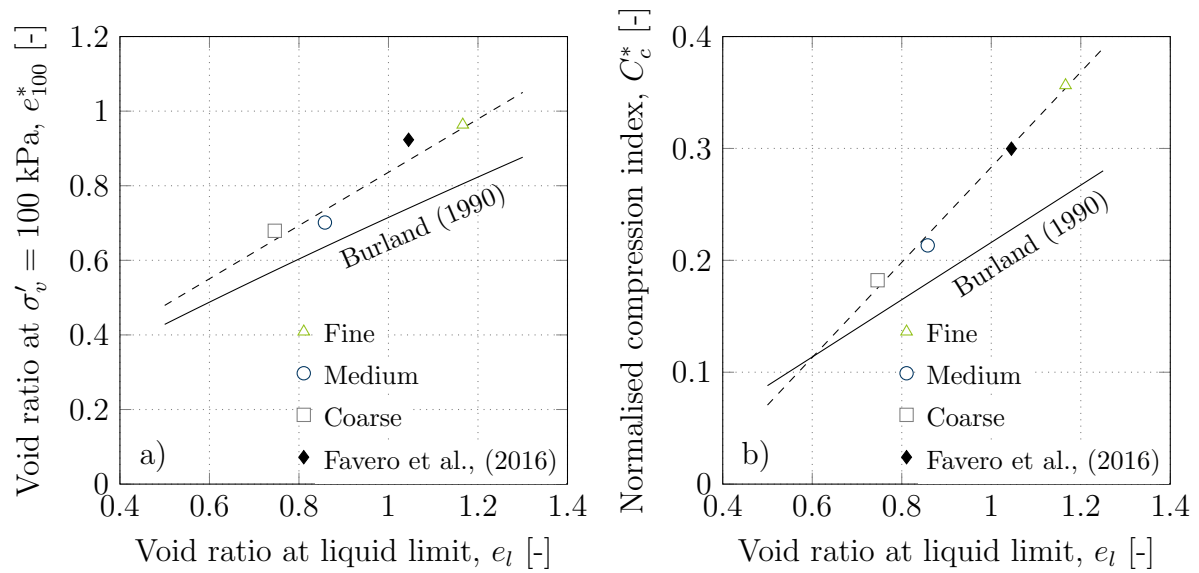 Void ratio at σ′v = 100 kPa, e*100 [-]
1.2
1
0.8
0.6
0.4
0.2
0
Burland (1990)
Fine
Medium
Coarse
Favero et al., (2016)
a)
0.4 0.6 0.8 1 1.2 1.4
Void ratio at liquid limit, el [-]
Normalised compression index, C*c [-]
0.4
0.3
0.2
0.1
0
Burland (1990)
Fine
Medium
Coarse
Favero et al., (2016)
b)
0.4 0.6 0.8 1 1.2 1.4
Void ratio at liquid limit, el [-]